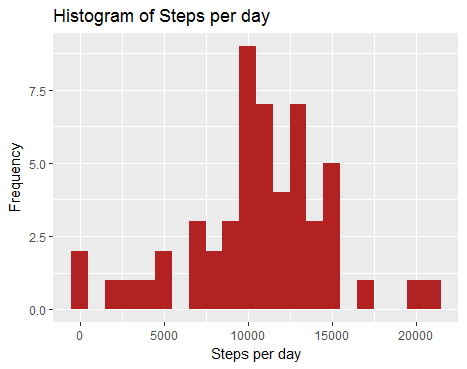 Histogram of Steps per day
Frequency
7.5
5.0
2.5
0.0
0 5000 10000 15000 20000
Steps per day